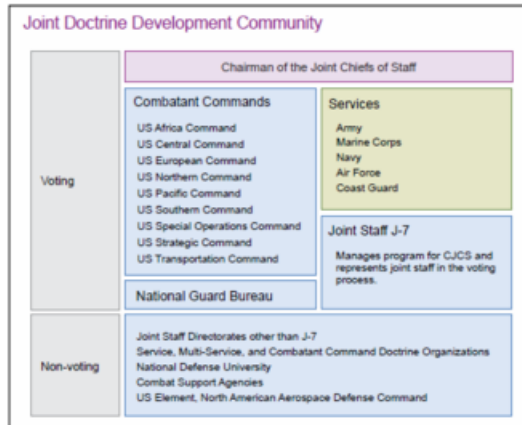 Joint Doctrine Development Community
Chairman of the Joint Chiefs of Staff
Voting
Combatant Commands
US Africa Command
US Central Command
US European Command
US Northern Command
US Pacific Command
US Southern Command
US Special Operations Command
US Strategic Command
US Transportation Command
National Guard Bureau
Services
Army
Marine Corps
Navy
Air Force
Coast Guard
Joint Staff J-7
Manages program for CJCS and
represents joint staff in the voting
process.
Non-voting
Joint Staff Directorates other than J-7
Service, Multi-Service, and Combatant Command Doctrine Organizations
National Defense University
Combat Support Agencies
US Element, North American Aerospace Defense Command